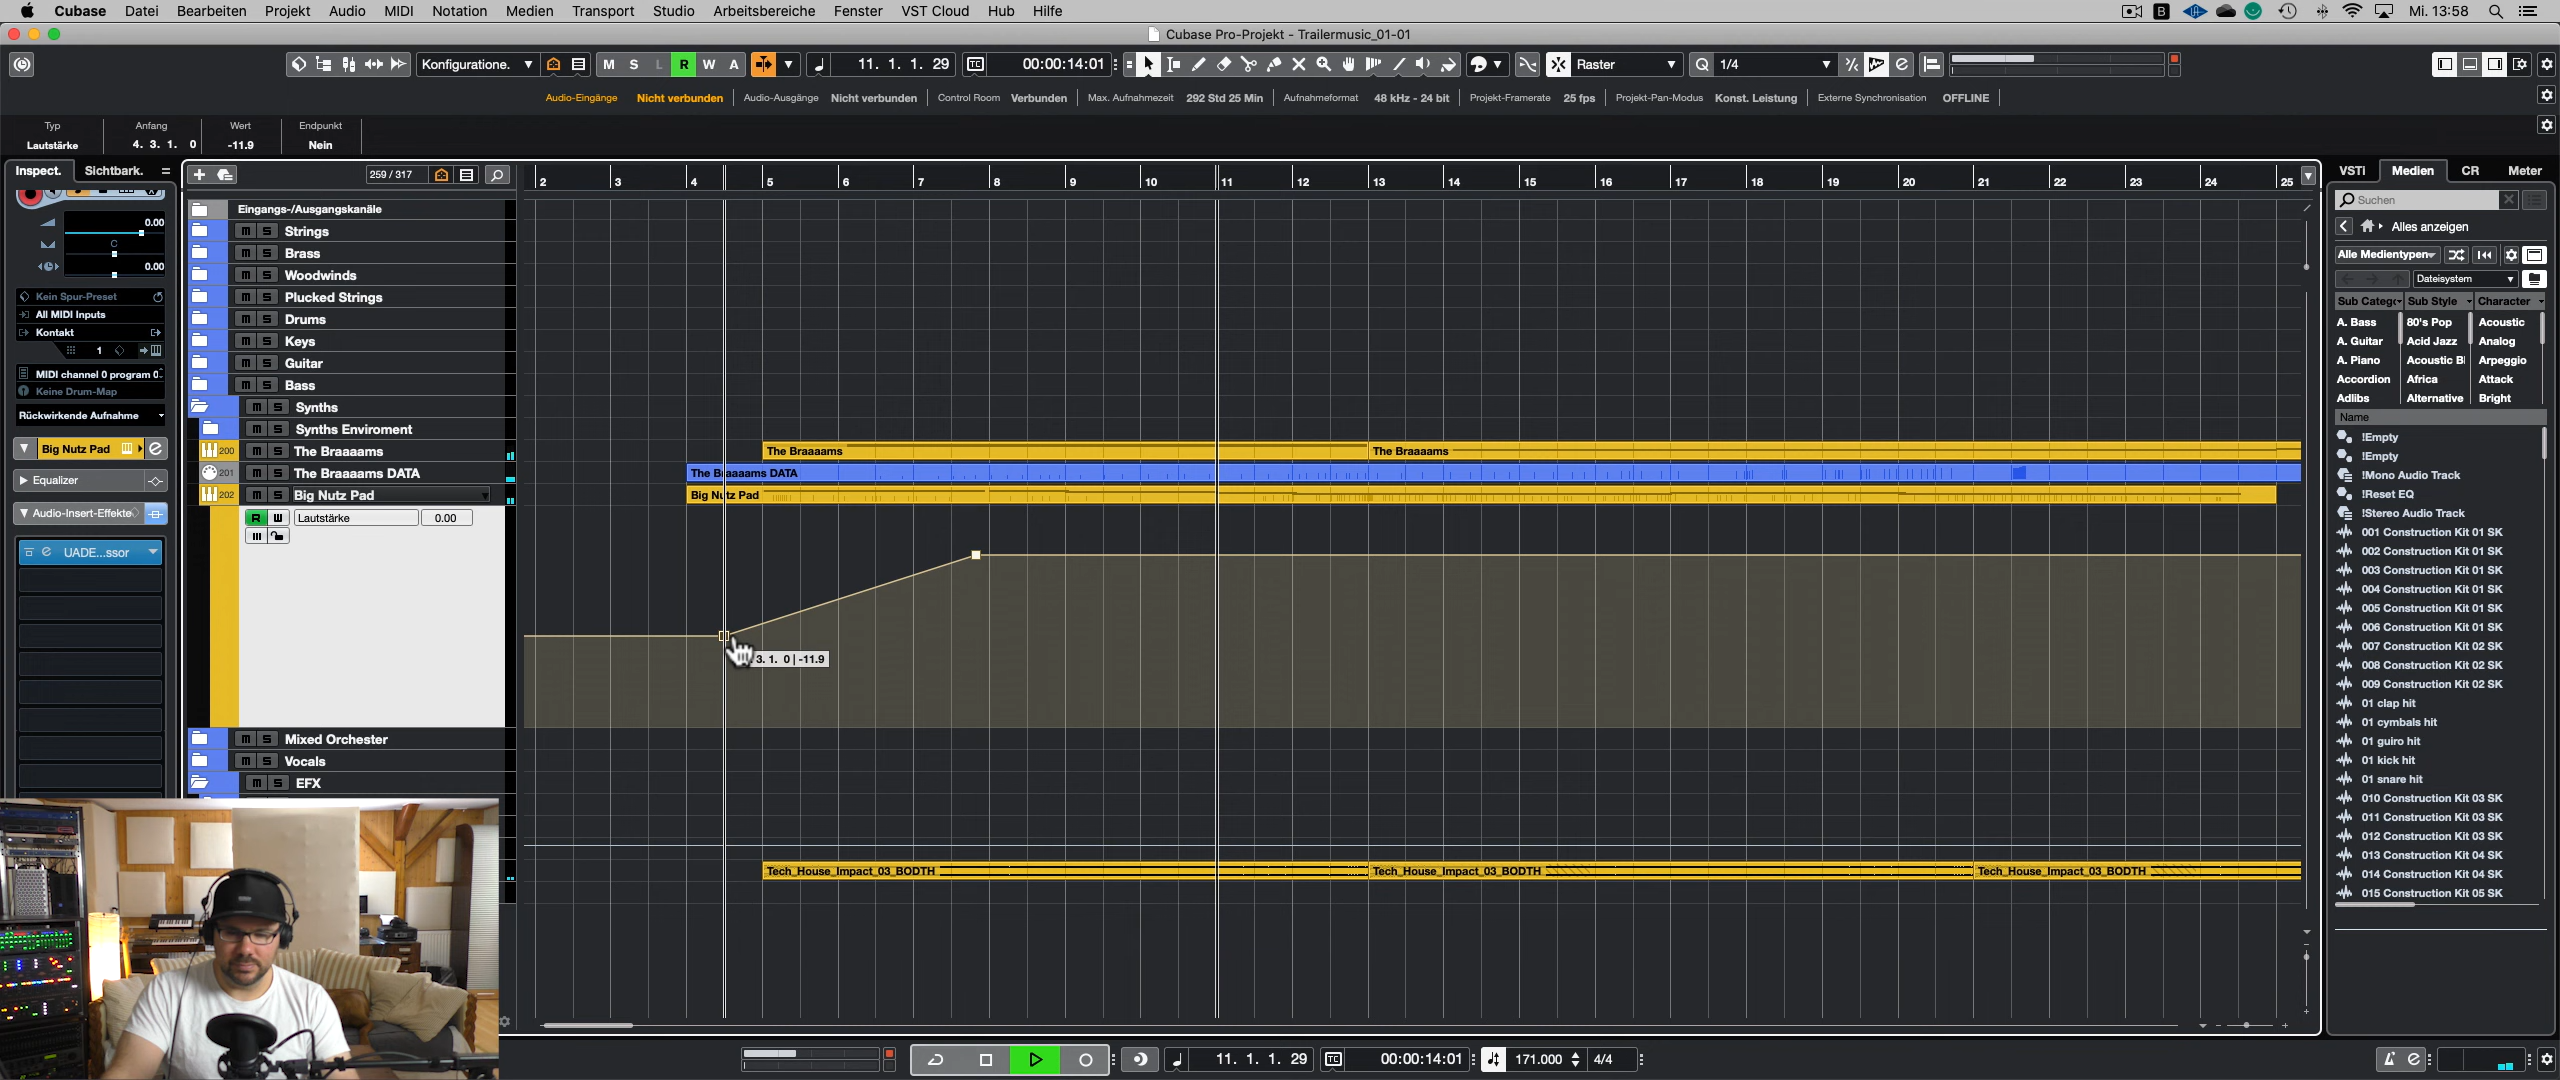 Cubase Datei Bearbeiten Projekt Audio MIDI Notation Medien Transport Studio Arbeitsbereiche Fenster VST Cloud Hub Hilfe Mi. 13:58
Cubase Pro-Projekt - Trailermusic_01-01
Konfiguratione. M S L R W A 11. 1. 1. 29 00:00:14:01 Raster Q 1/4
Audio-Eingänge Nicht verbunden Audio-Ausgänge Nicht verbunden Control Room Verbunden Max. Aufnahmezeit 292 Std 25 Min Aufnahmeformat 48 kHz - 24 bit Projekt-Framerate 25 fps Projekt-Pan-Modus Konst. Leistung Externe Synchronisation OFFLINE
Typ Anfang Wert Endpunkt
Lautstärke 4. 3. 1. 0 -11.9 Nein
Inspect. Sichtbark.
0.00
C
0.00
Kein Spur-Preset
All MIDI Inputs
Kontakt
1
MIDI channel 0 program 0
Keine Drum-Map
Rückwirkende Aufnahme
Big Nutz Pad
Equalizer
Audio-Insert-Effekte
UADE...ssor
259 / 317
2 3 4 5 6 7 8 9 10 11 12 13 14 15 16 17 18 19 20 21 22 23 24 25
Eingangs-/Ausgangskanäle
m S Strings
m S Brass
m S Woodwinds
m S Plucked Strings
m S Drums
m S Keys
m S Guitar
m S Bass
m S Synths
m S Synths Enviroment
200 m S The Braaaams
201 m S The Braaaams DATA
202 m S Big Nutz Pad
R W Lautstärke 0.00
The Braaaams The Braaaams
The Braaaams DATA
Big Nutz Pad
3. 1. 0 | -11.9
m S Mixed Orchester
m S Vocals
m S EFX
Tech_House_Impact_03_BODTH Tech_House_Impact_03_BODTH Tech_House_Impact_03_BODTH
VSTi Medien CR Meter
Suchen
Alles anzeigen
Alle Medientypen
Dateisystem
Sub Categ Sub Style Character
A. Bass 80's Pop Acoustic
A. Guitar Acid Jazz Analog
A. Piano Acoustic Bl Arpeggio
Accordion Africa Attack
Adlibs Alternative Bright
Name
!Empty
!Empty
!Mono Audio Track
!Reset EQ
!Stereo Audio Track
001 Construction Kit 01 SK
002 Construction Kit 01 SK
003 Construction Kit 01 SK
004 Construction Kit 01 SK
005 Construction Kit 01 SK
006 Construction Kit 01 SK
007 Construction Kit 02 SK
008 Construction Kit 02 SK
009 Construction Kit 02 SK
01 clap hit
01 cymbals hit
01 guiro hit
01 kick hit
01 snare hit
010 Construction Kit 03 SK
011 Construction Kit 03 SK
012 Construction Kit 03 SK
013 Construction Kit 04 SK
014 Construction Kit 04 SK
015 Construction Kit 05 SK
11. 1. 1. 29 00:00:14:01 171.000 4/4